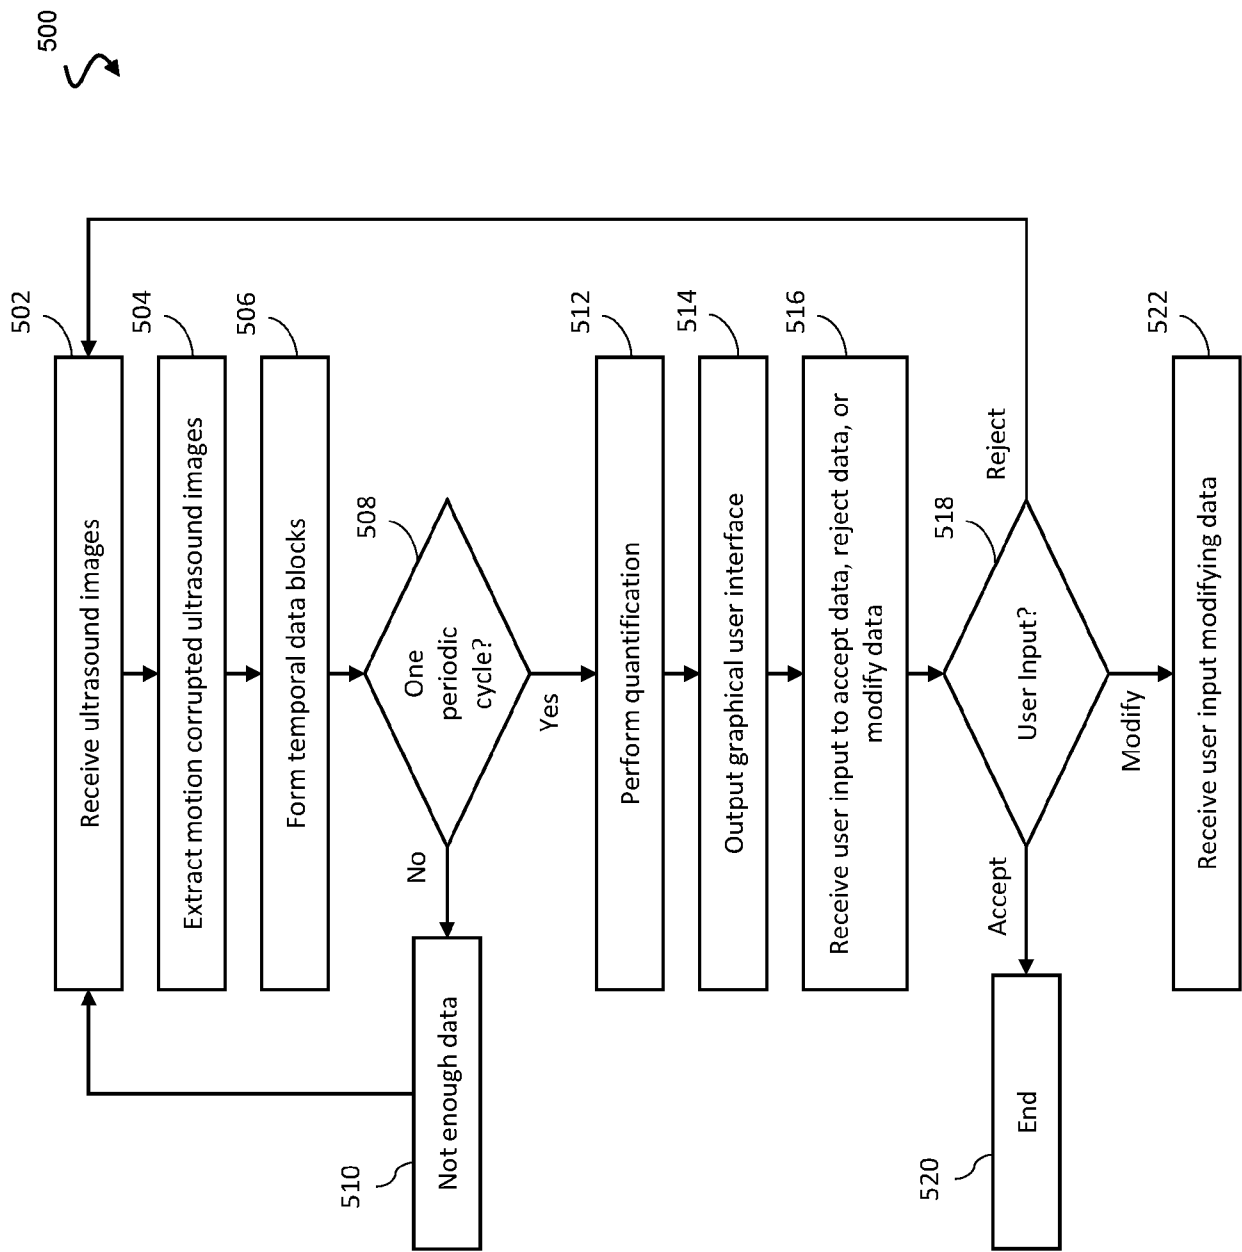 500
502
Receive ultrasound images
504
Extract motion corrupted ultrasound images
506
Form temporal data blocks
508
One
periodic
cycle?
No
Yes
510
Not enough data
512
Perform quantification
514
Output graphical user interface
516
Receive user input to accept data, reject data, or
modify data
518
User Input?
Reject
Accept
Modify
520
End
522
Receive user input modifying data